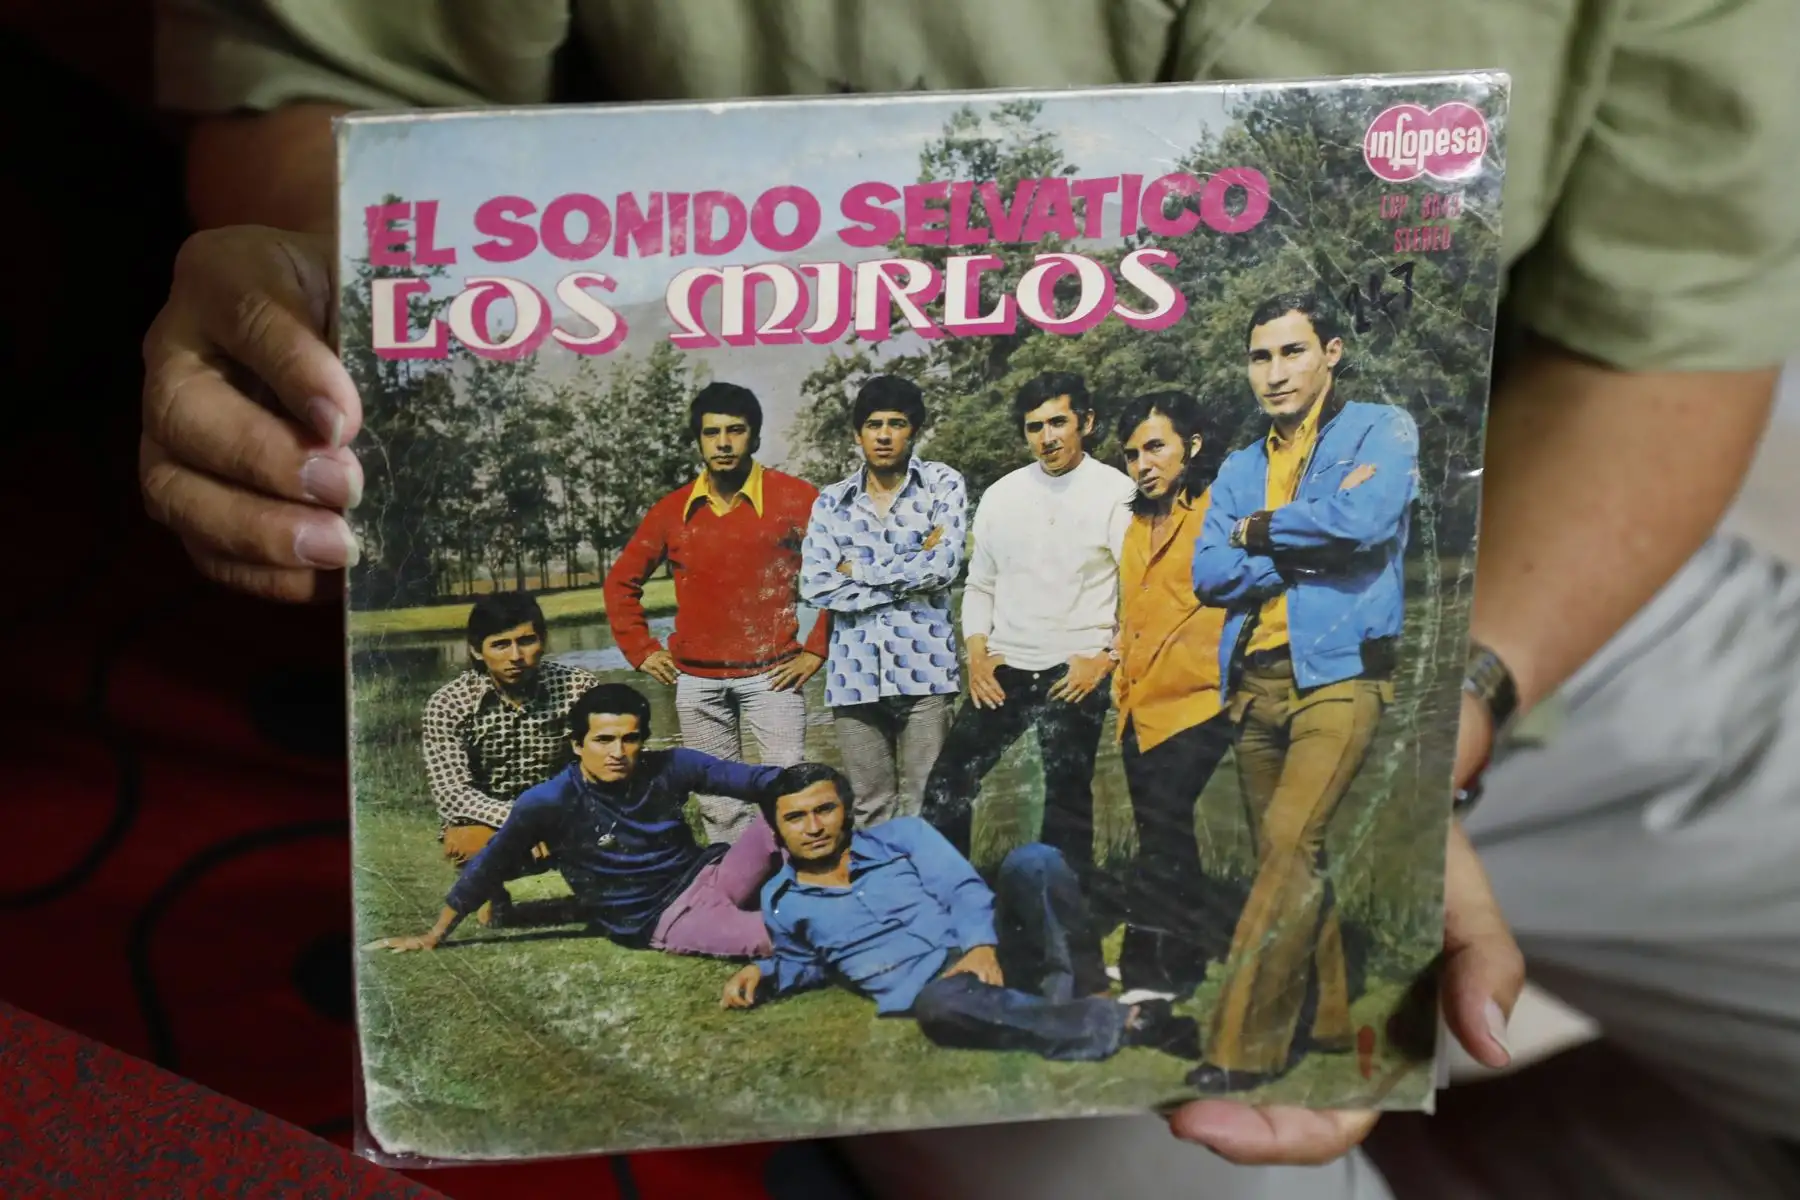 infopesa
EL SONIDO SELVATICO
LOS MIRLOS
STEREO